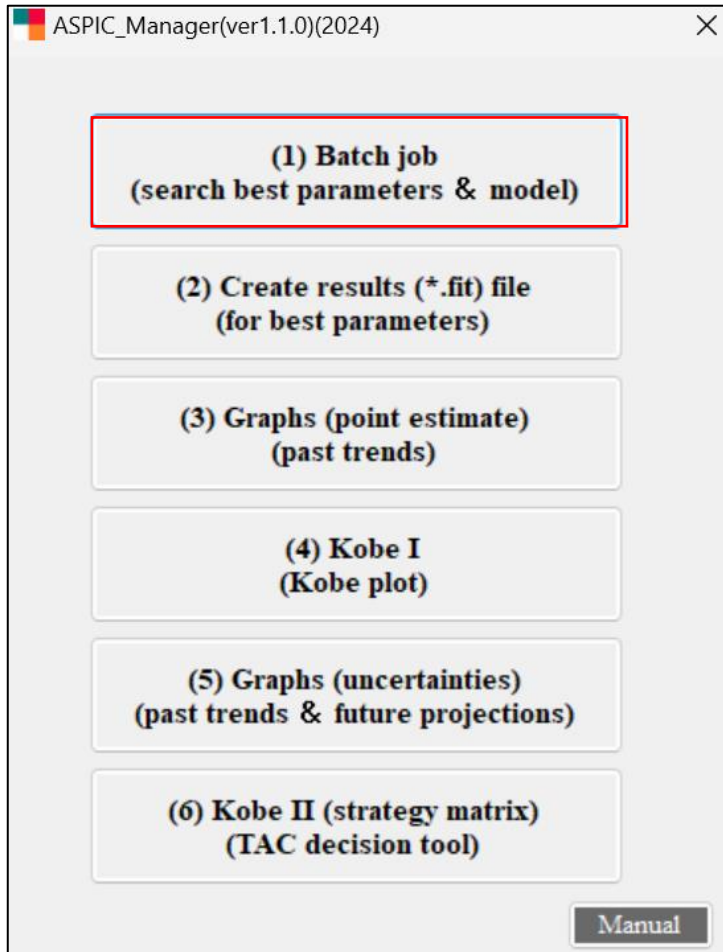 ASPIC_Manager(ver1.1.0)(2024)
(1) Batch job
(search best parameters & model)
(2) Create results (*.fit) file
(for best parameters)
(3) Graphs (point estimate)
(past trends)
(4) Kobe I
(Kobe plot)
(5) Graphs (uncertainties)
(past trends & future projections)
(6) Kobe II (strategy matrix)
(TAC decision tool)
Manual